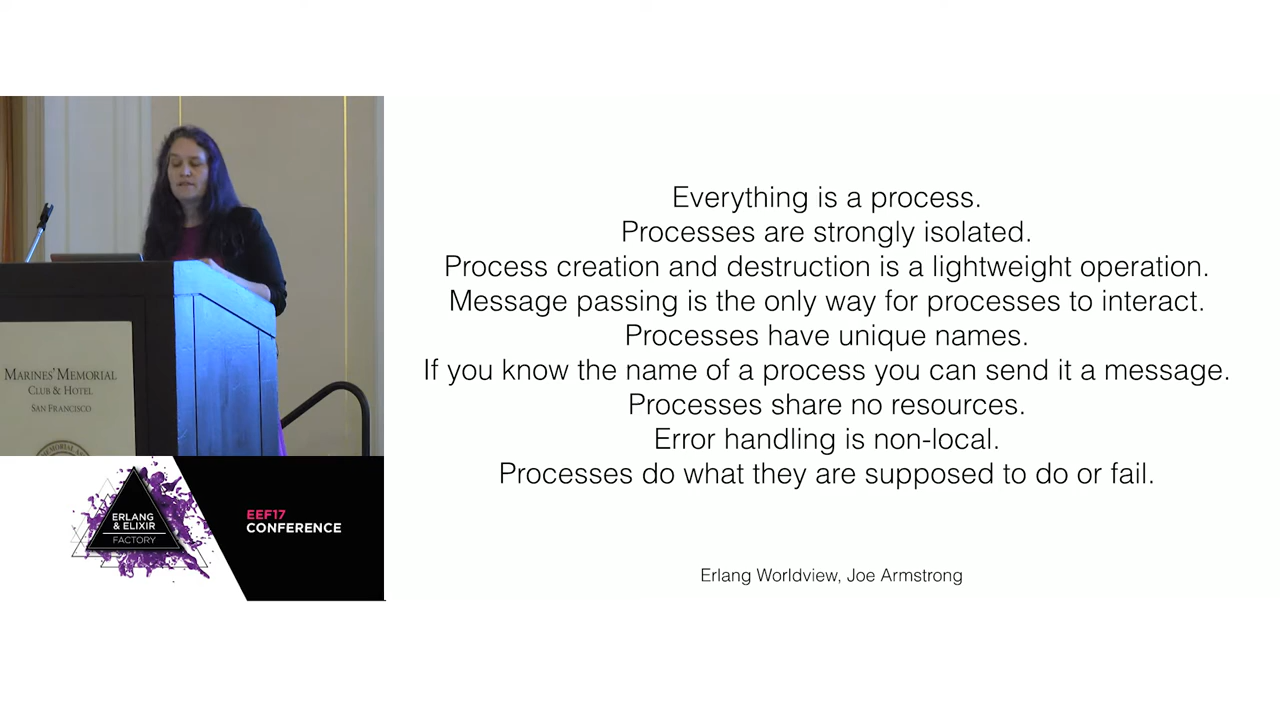 Everything is a process.
Processes are strongly isolated.
Process creation and destruction is a lightweight operation.
Message passing is the only way for processes to interact.
Processes have unique names.
If you know the name of a process you can send it a message.
Processes share no resources.
Error handling is non-local.
Processes do what they are supposed to do or fail.
Erlang Worldview, Joe Armstrong
MARINES' MEMORIAL
CLUB & HOTEL
SAN FRANCISCO
ERLANG
& ELIXIR
FACTORY
EEF17
CONFERENCE